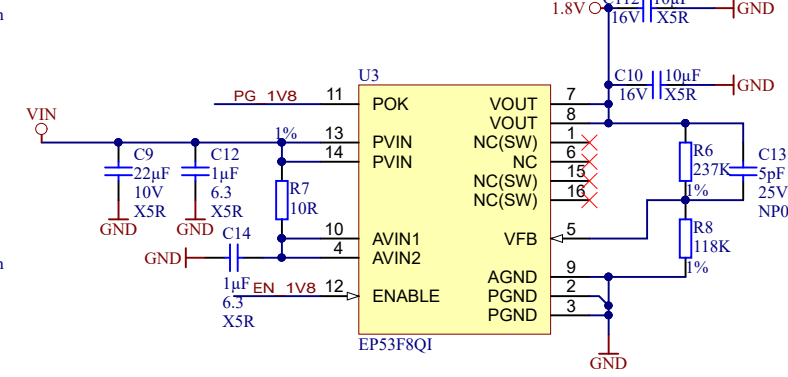 1.8V
10µF
16V
X5R
GND
C10
10µF
16V
X5R
GND
U3
PG_1V8
11
POK
VOUT
7
VOUT
8
VIN
1%
13
PVIN
14
PVIN
NC(SW)
1
NC
6
NC(SW)
15
NC(SW)
16
C9
22µF
10V
X5R
GND
C12
1µF
6.3
X5R
GND
R7
10R
R6
237K
1%
C13
5pF
25V
NP0
10
AVIN1
4
AVIN2
VFB
5
R8
118K
1%
C14
GND
1µF
6.3
X5R
EN_1V8
12
ENABLE
AGND
9
PGND
2
PGND
3
EP53F8QI
GND